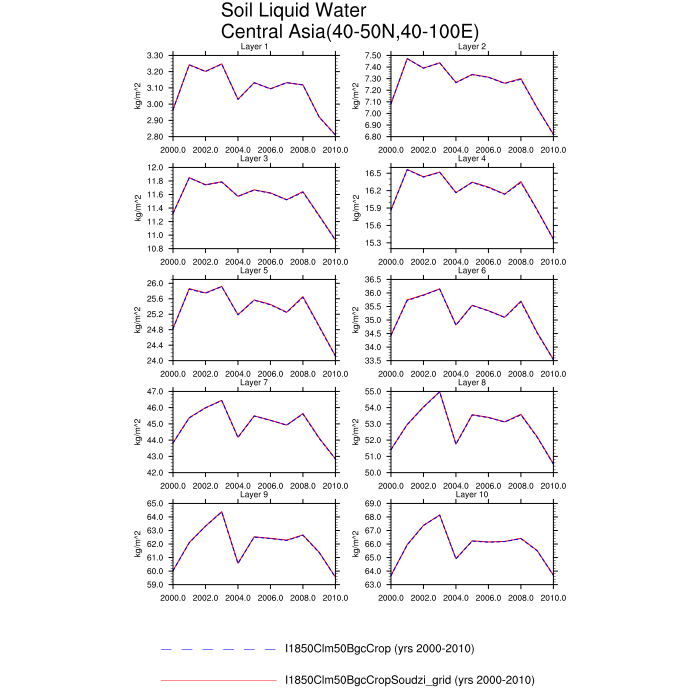 Soil Liquid Water
Central Asia(40-50N,40-100E)
Layer 1
Layer 2
3.30
3.20
3.10
3.00
2.90
2.80
kg/m^2
2000.0 2002.0 2004.0 2006.0 2008.0 2010.0
7.50
7.40
7.30
7.20
7.10
7.00
6.90
6.80
kg/m^2
2000.0 2002.0 2004.0 2006.0 2008.0 2010.0
Layer 3
Layer 4
12.0
11.8
11.6
11.4
11.2
11.0
10.8
kg/m^2
2000.0 2002.0 2004.0 2006.0 2008.0 2010.0
16.5
16.2
15.9
15.6
15.3
kg/m^2
2000.0 2002.0 2004.0 2006.0 2008.0 2010.0
Layer 5
Layer 6
26.0
25.6
25.2
24.8
24.4
24.0
kg/m^2
2000.0 2002.0 2004.0 2006.0 2008.0 2010.0
36.5
36.0
35.5
35.0
34.5
34.0
33.5
kg/m^2
2000.0 2002.0 2004.0 2006.0 2008.0 2010.0
Layer 7
Layer 8
47.0
46.0
45.0
44.0
43.0
42.0
kg/m^2
2000.0 2002.0 2004.0 2006.0 2008.0 2010.0
55.0
54.0
53.0
52.0
51.0
50.0
kg/m^2
2000.0 2002.0 2004.0 2006.0 2008.0 2010.0
Layer 9
Layer 10
65.0
64.0
63.0
62.0
61.0
60.0
59.0
kg/m^2
2000.0 2002.0 2004.0 2006.0 2008.0 2010.0
69.0
68.0
67.0
66.0
65.0
64.0
63.0
kg/m^2
2000.0 2002.0 2004.0 2006.0 2008.0 2010.0
I1850Clm50BgcCrop (yrs 2000-2010)
I1850Clm50BgcCropSoudzi_grid (yrs 2000-2010)